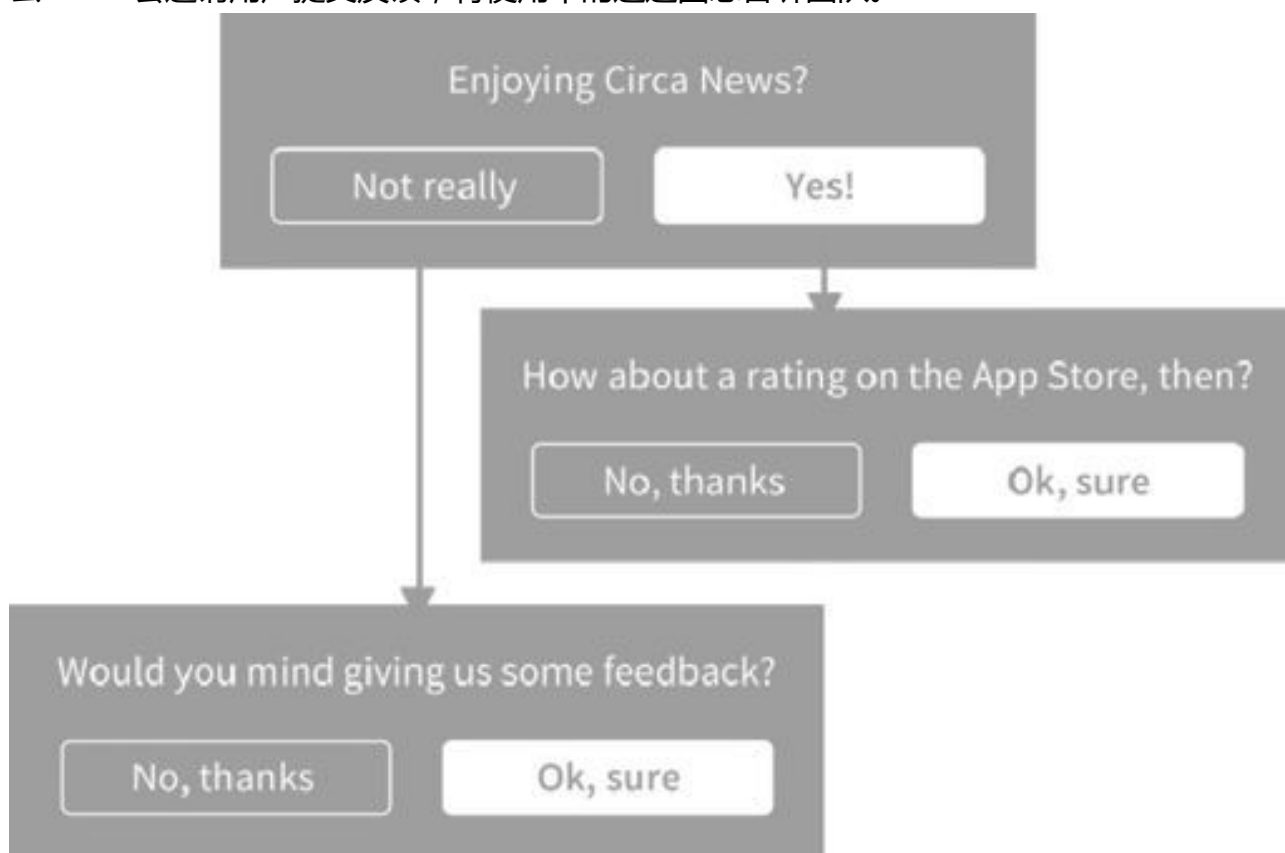 Enjoying Circa News?
Not really
Yes!
How about a rating on the App Store, then?
No, thanks
Ok, sure
Would you mind giving us some feedback?
No, thanks
Ok, sure